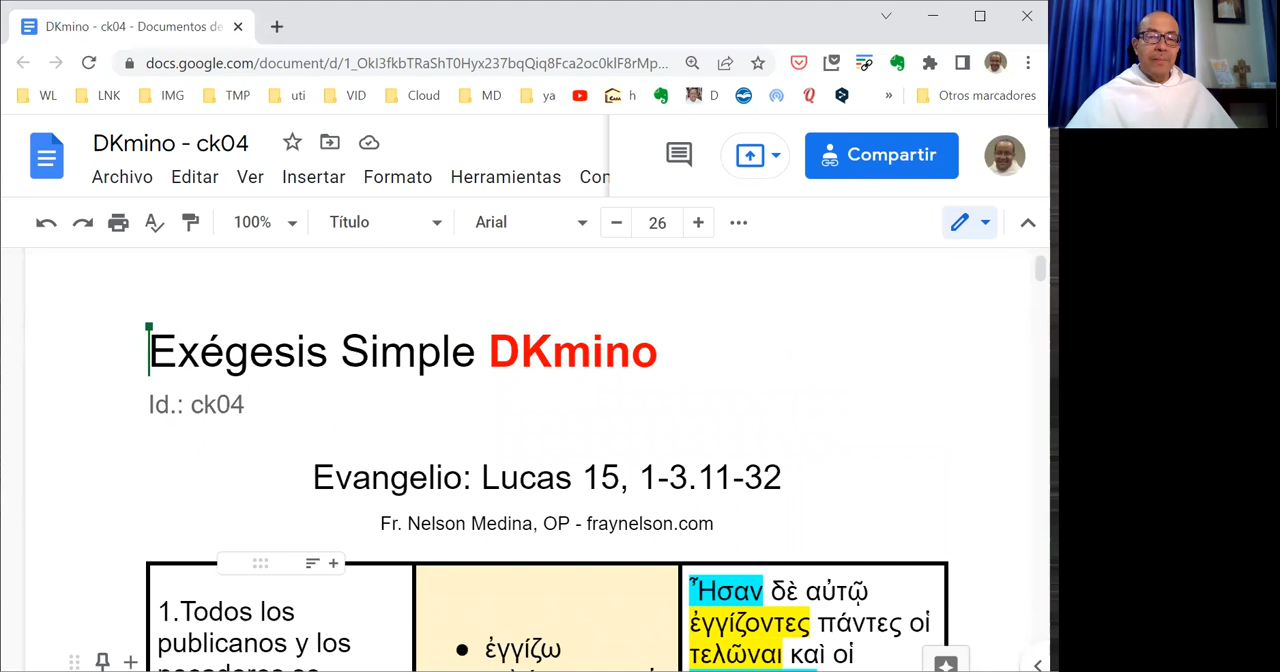 DKmino - ck04 - Documentos de
docs.google.com/document/d/1_OkI3fkbTRaShT0Hyx237bqQiq8Fca2oc0kIF8rMp...
WL LNK IMG TMP uti VID Cloud MD ya h D » Otros marcadores
DKmino - ck04
Compartir
Archivo Editar Ver Insertar Formato Herramientas Con
100% Título Arial 26
Exégesis Simple DKmino
Id.: ck04
Evangelio: Lucas 15, 1-3.11-32
Fr. Nelson Medina, OP - fraynelson.com
1.Todos los
publicanos y los
pecadores se
• ἐγγίζω
Ἦσαν δὲ αὐτῷ
ἐγγίζοντες πάντες οἱ
τελῶναι καὶ οἱ